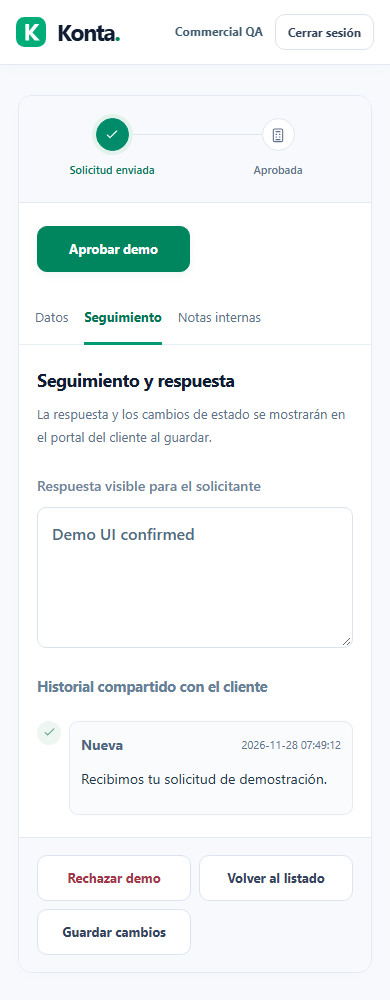 K Konta.
Commercial QA
Cerrar sesión
Solicitud enviada
Aprobada
Aprobar demo
Datos
Seguimiento
Notas internas
Seguimiento y respuesta
La respuesta y los cambios de estado se mostrarán en
el portal del cliente al guardar.
Respuesta visible para el solicitante
Demo UI confirmed
Historial compartido con el cliente
Nueva
2026-11-28 07:49:12
Recibimos tu solicitud de demostración.
Rechazar demo
Volver al listado
Guardar cambios